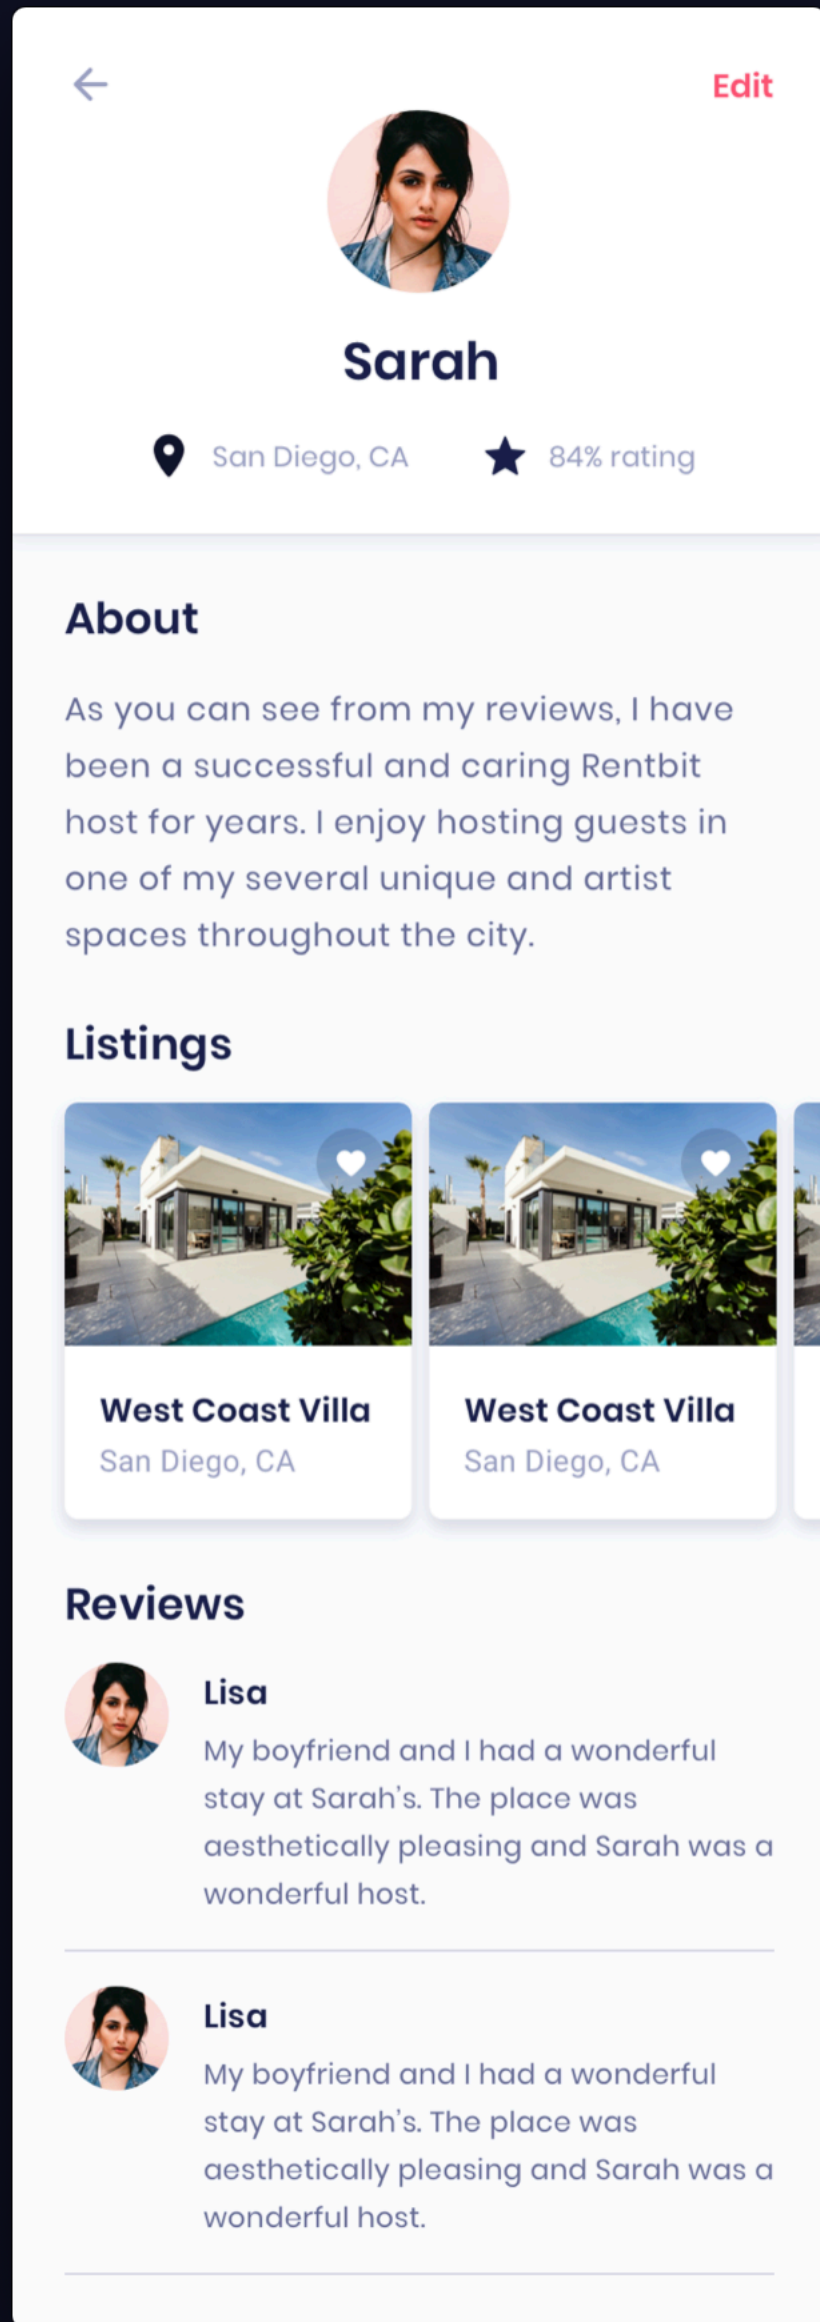 Edit
Sarah
San Diego, CA 84% rating
About
As you can see from my reviews, I have
been a successful and caring Rentbit
host for years. I enjoy hosting guests in
one of my several unique and artist
spaces throughout the city.
Listings
West Coast Villa
San Diego, CA
West Coast Villa
San Diego, CA
Reviews
Lisa
My boyfriend and I had a wonderful
stay at Sarah's. The place was
aesthetically pleasing and Sarah was a
wonderful host.
Lisa
My boyfriend and I had a wonderful
stay at Sarah's. The place was
aesthetically pleasing and Sarah was a
wonderful host.